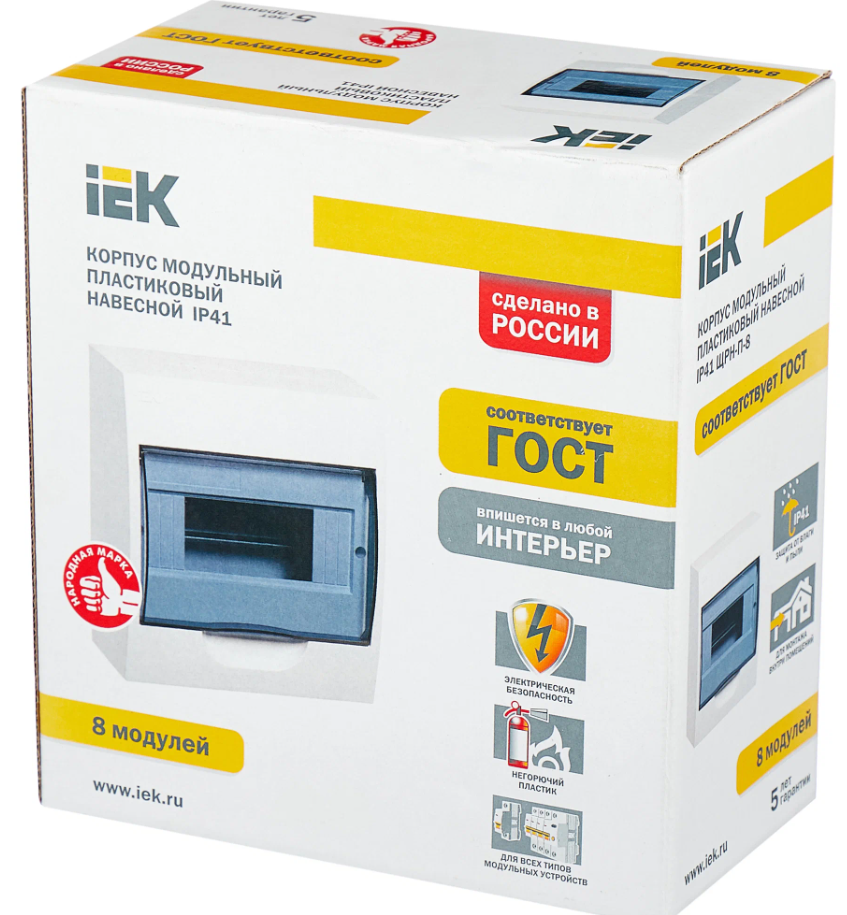 5 лет
гарантии
соответствует ГОСТ
сделано в
РОССИИ
КОРПУС МОДУЛЬНЫЙ
ПЛАСТИКОВЫЙ
НАВЕСНОЙ IP41
8 модулей
IEK
IEK
КОРПУС МОДУЛЬНЫЙ
ПЛАСТИКОВЫЙ
НАВЕСНОЙ IP41
сделано в
РОССИИ
соответствует
ГОСТ
впишется в любой
ИНТЕРЬЕР
НАРОДНАЯ МАРКА
ЭЛЕКТРИЧЕСКАЯ
БЕЗОПАСНОСТЬ
НЕГОРЮЧИЙ
ПЛАСТИК
ДЛЯ ВСЕХ ТИПОВ
МОДУЛЬНЫХ УСТРОЙСТВ
8 модулей
www.iek.ru
IEK
КОРПУС МОДУЛЬНЫЙ
ПЛАСТИКОВЫЙ НАВЕСНОЙ
IP41 ЩРН-П-8
соответствует ГОСТ
IP41
ЗАЩИТА ОТ ВЛАГИ
И ПЫЛИ
ДЛЯ МОНТАЖА
ВНУТРИ ПОМЕЩЕНИЙ
8 модулей
5 лет
гарантии
www.iek.ru